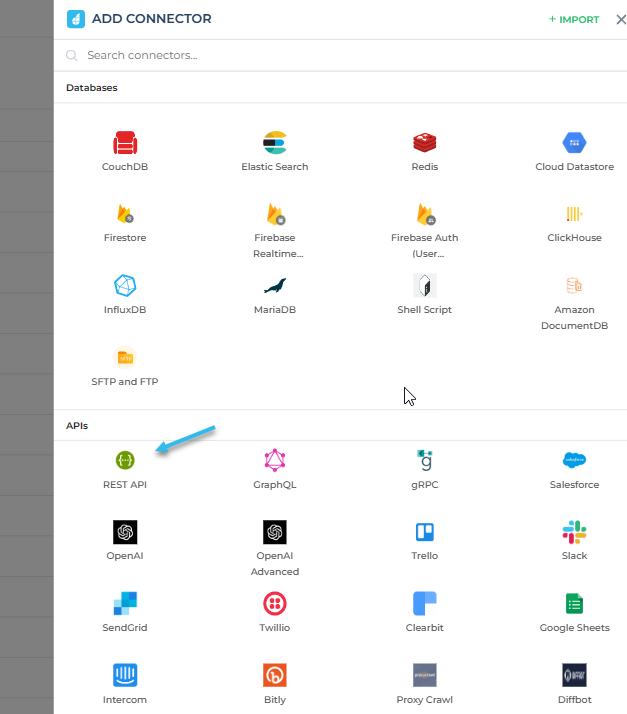 ADD CONNECTOR
+ IMPORT
Search connectors...
Databases
CouchDB
Elastic Search
Redis
Cloud Datastore
Firestore
Firebase
Realtime...
Firebase Auth
(User...
ClickHouse
InfluxDB
MariaDB
Shell Script
Amazon
DocumentDB
SFTP and FTP
APIs
REST API
GraphQL
gRPC
Salesforce
OpenAI
OpenAI
Advanced
Trello
Slack
SendGrid
Twillio
Clearbit
Google Sheets
Intercom
Bitly
Proxy Crawl
Diffbot